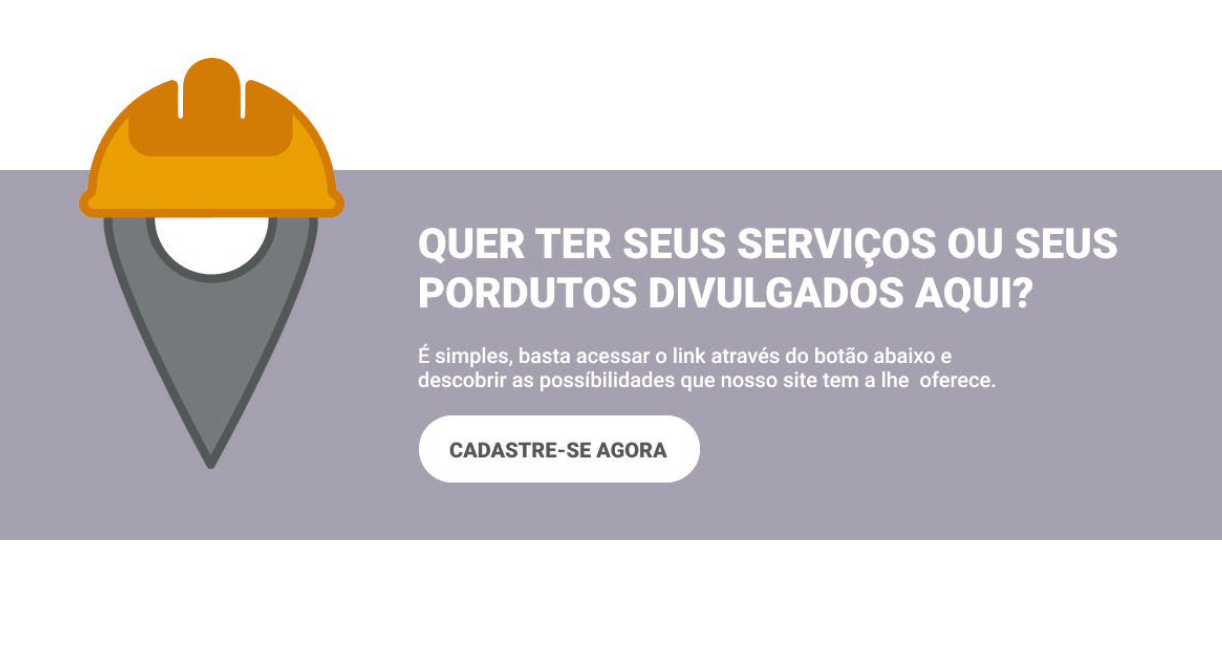 QUER TER SEUS SERVIÇOS OU SEUS
PORDUTOS DIVULGADOS AQUI?
É simples, basta acessar o link através do botão abaixo e
descobrir as possíbilidades que nosso site tem a lhe  oferece.
CADASTRE-SE AGORA